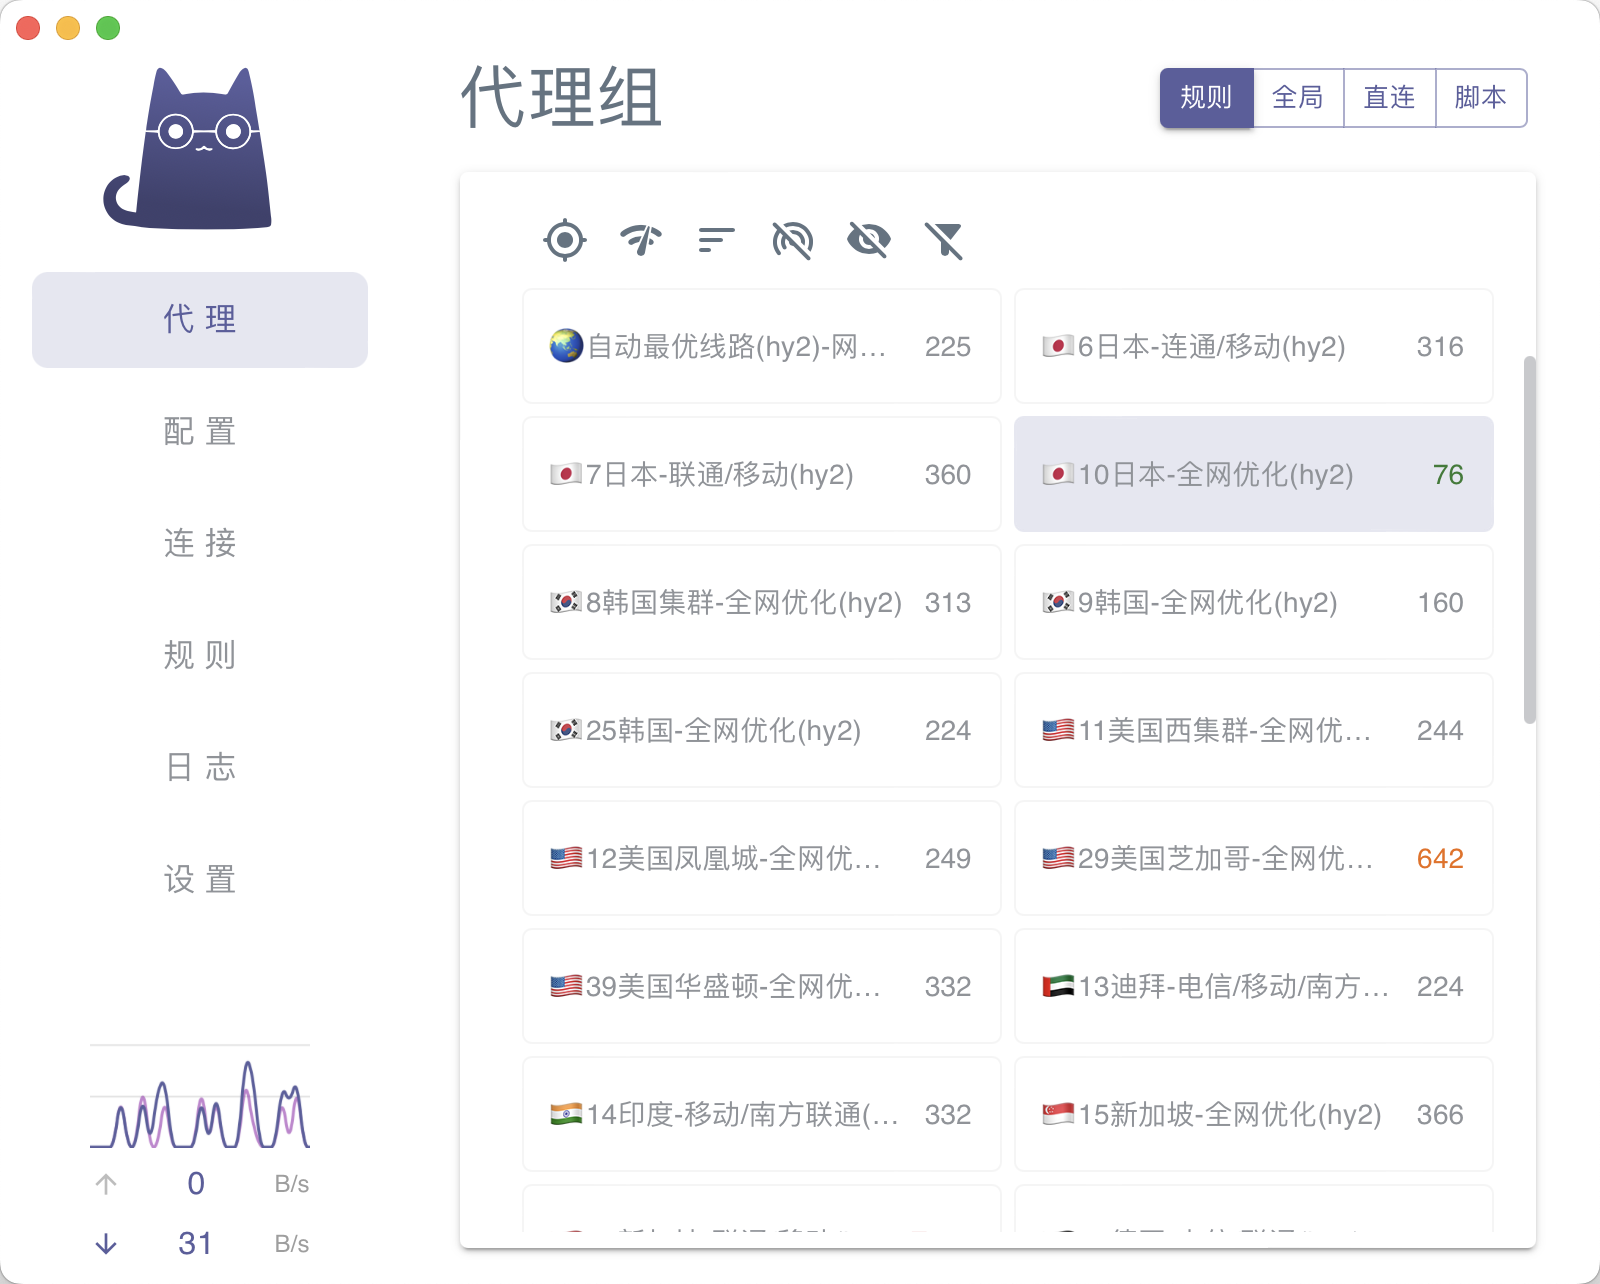 代理组
规则 全局 直连 脚本
代理
配置
连接
规则
日志
设置
自动最优线路(hy2)-网... 225
6日本-连通/移动(hy2) 316
7日本-联通/移动(hy2) 360
10日本-全网优化(hy2) 76
8韩国集群-全网优化(hy2) 313
9韩国-全网优化(hy2) 160
25韩国-全网优化(hy2) 224
11美国西集群-全网优... 244
12美国凤凰城-全网优... 249
29美国芝加哥-全网优... 642
39美国华盛顿-全网优... 332
13迪拜-电信/移动/南方... 224
14印度-移动/南方联通(... 332
15新加坡-全网优化(hy2) 366
0 B/s
31 B/s